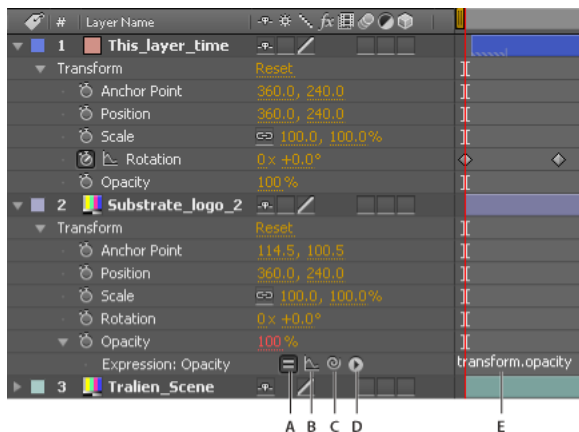 # Layer Name fx
1 This_layer_time
Transform Reset
Anchor Point 360.0, 240.0
Position 360.0, 240.0
Scale 100.0, 100.0%
Rotation 0x +0.0°
Opacity 100%
2 Substrate_logo_2
Transform Reset
Anchor Point 114.5, 100.5
Position 360.0, 240.0
Scale 100.0, 100.0%
Rotation 0x +0.0°
Opacity 100%
Expression: Opacity transform.opacity
3 Tralien_Scene
A B C D E